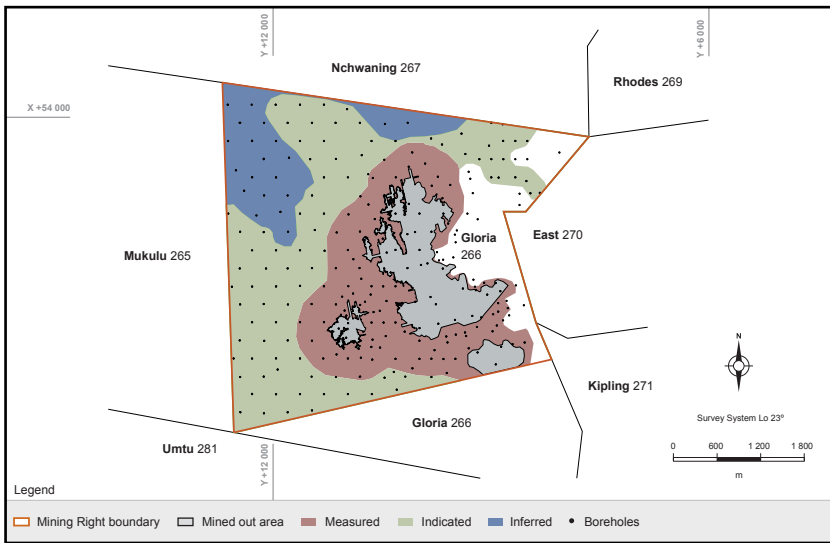 Y +12 000
Y +6 000
Nchwaning 267
Rhodes 269
X +54 000
Gloria
266
East 270
Mukulu 265
N
Kipling 271
Survey System Lo 23º
Gloria 266
Umtu 281
Y +12 000
0 600 1 200 1 800
m
Legend
Mining Right boundary Mined out area Measured Indicated Inferred Boreholes